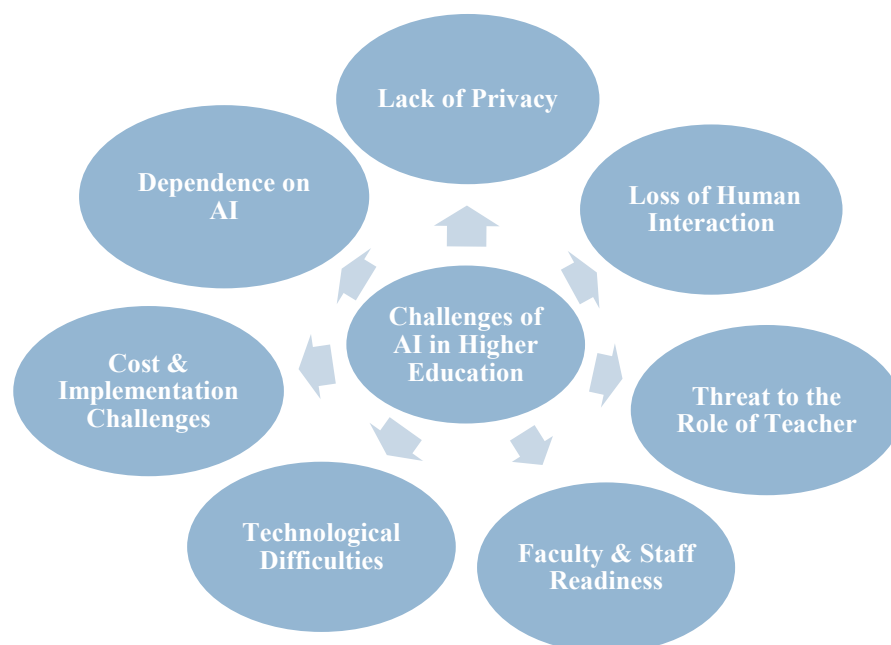 Lack of Privacy
Dependence on
AI
Loss of Human
Interaction
Challenges of
AI in Higher
Education
Cost &
Implementation
Challenges
Threat to the
Role of Teacher
Technological
Difficulties
Faculty & Staff
Readiness